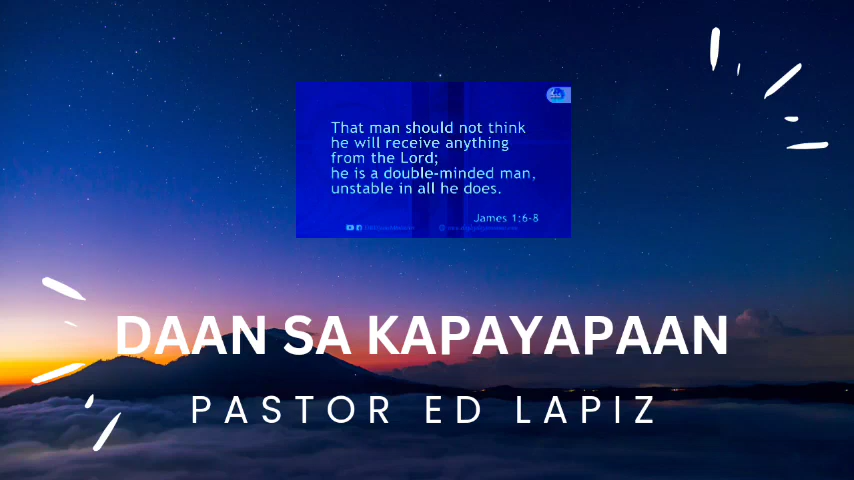 That man should not think
he will receive anything
from the Lord;
he is a double-minded man,
unstable in all he does.
James 1:6-8
DAAN SA KAPAYAPAAN
PASTOR ED LAPIZ